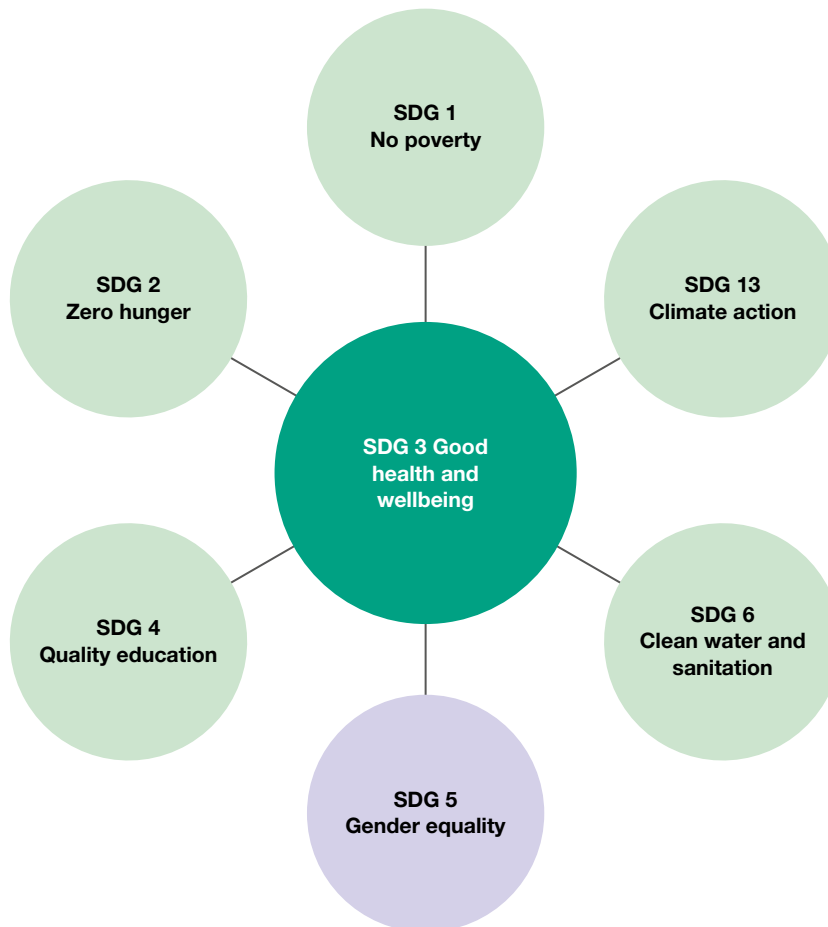 SDG 1
No poverty
SDG 2
Zero hunger
SDG 13
Climate action
SDG 3 Good
health and
wellbeing
SDG 4
Quality education
SDG 6
Clean water and
sanitation
SDG 5
Gender equality